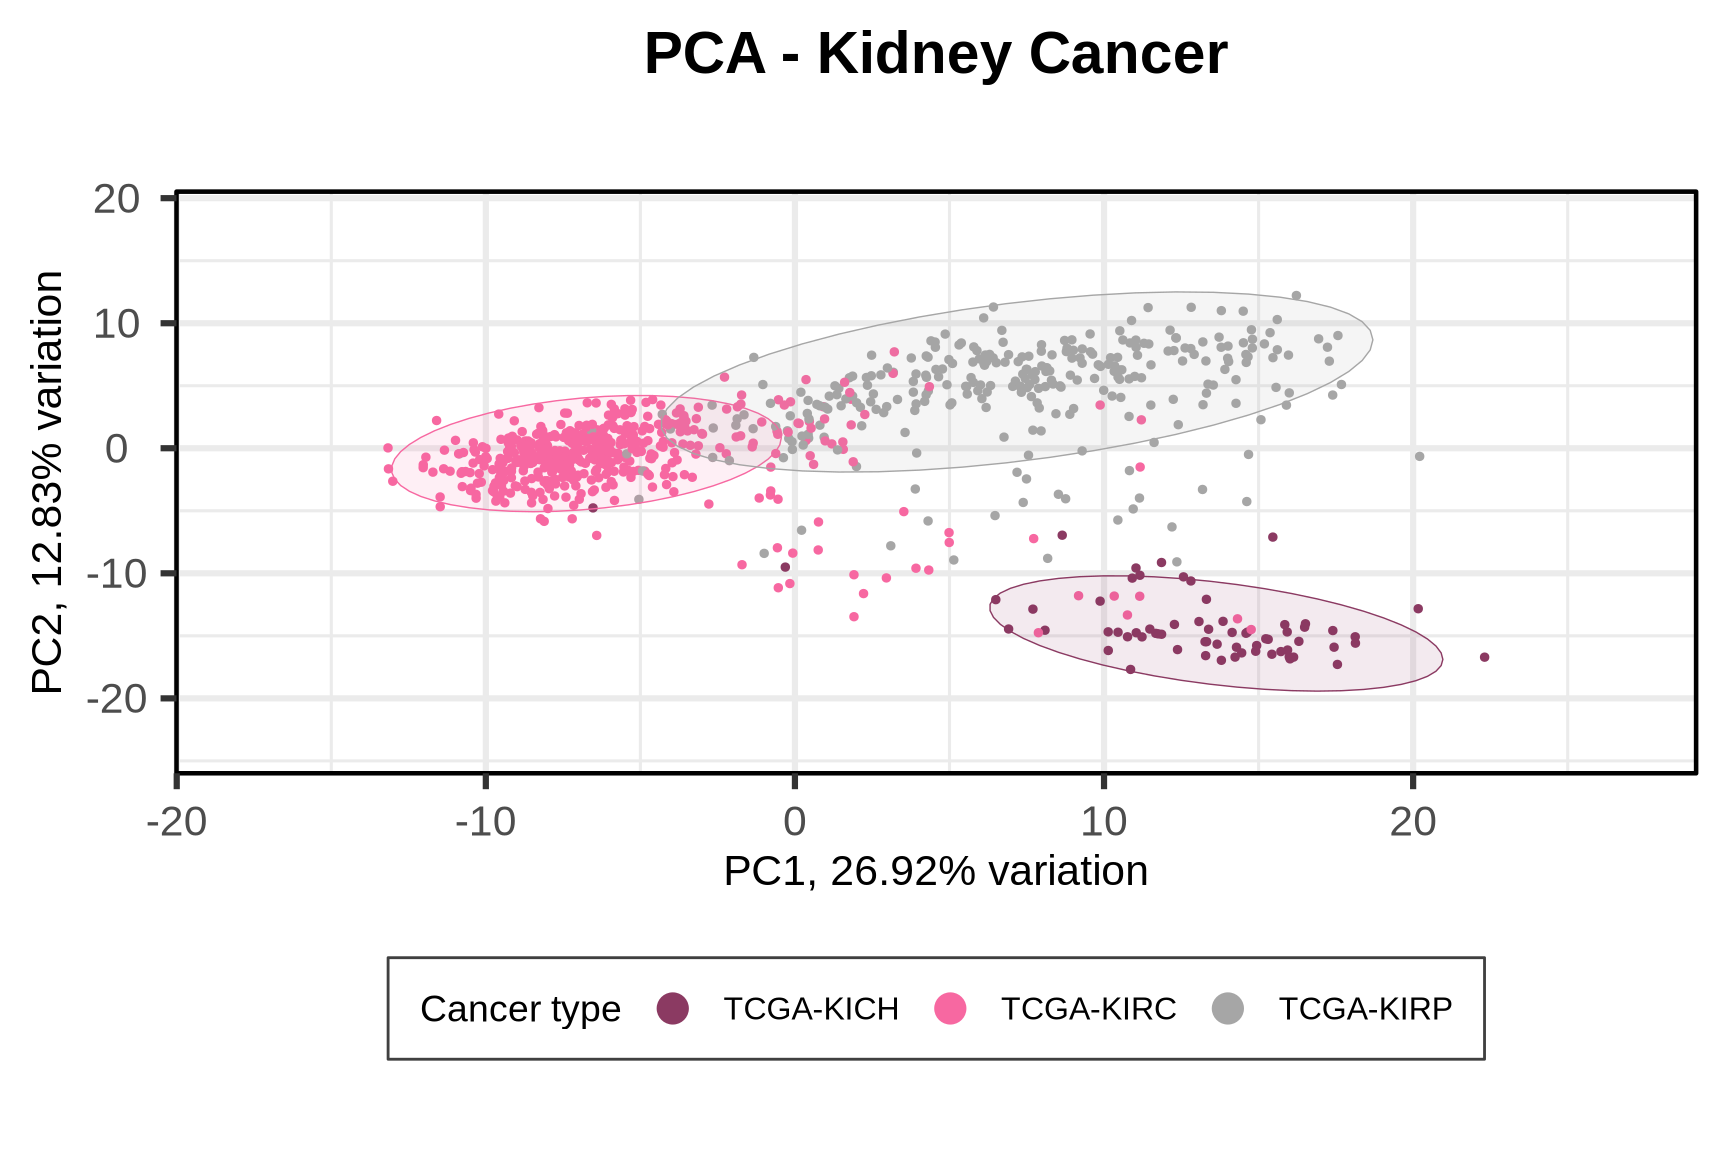 PCA - Kidney Cancer
20
10
0
-10
-20
PC2, 12.83% variation
-20 -10 0 10 20
PC1, 26.92% variation
Cancer type TCGA-KICH TCGA-KIRC TCGA-KIRP